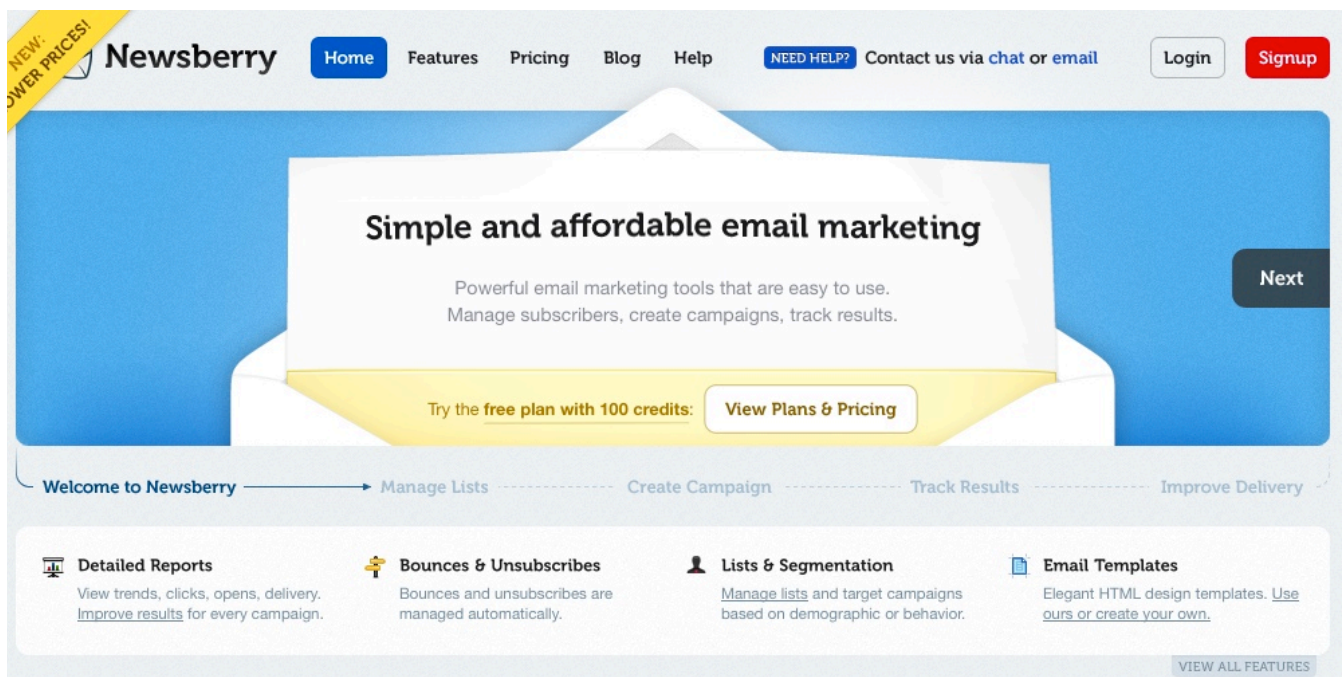 NEW:
OWER PRICES!
Newsberry
Home
Features
Pricing
Blog
Help
NEED HELP? Contact us via chat or email
Login
Signup
Simple and affordable email marketing
Powerful email marketing tools that are easy to use.
Manage subscribers, create campaigns, track results.
Next
Try the free plan with 100 credits:
View Plans & Pricing
Welcome to Newsberry
Manage Lists
Create Campaign
Track Results
Improve Delivery
Detailed Reports
View trends, clicks, opens, delivery.
Improve results for every campaign.
Bounces & Unsubscribes
Bounces and unsubscribes are
managed automatically.
Lists & Segmentation
Manage lists and target campaigns
based on demographic or behavior.
Email Templates
Elegant HTML design templates. Use
ours or create your own.
VIEW ALL FEATURES